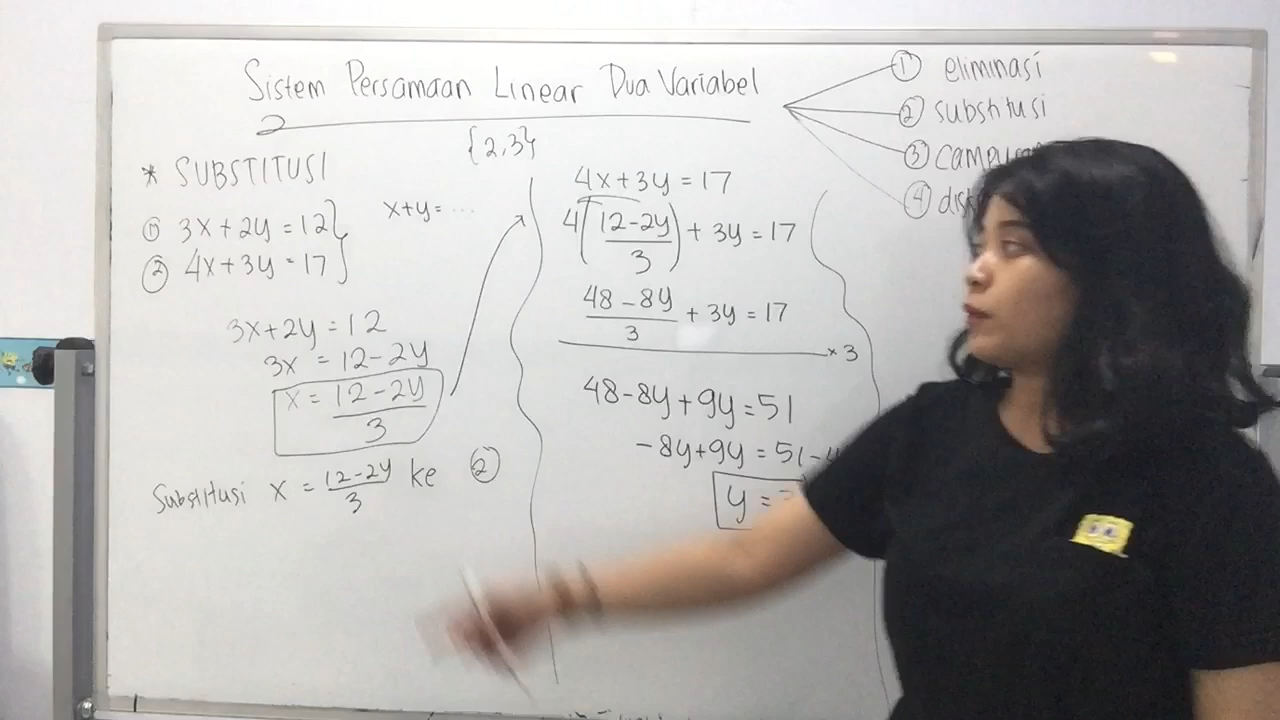 Sistem Persamaan Linear Dua Variabel
① eliminasi
② substitusi
③
④
{2,3}
* SUBSTITUSI
① 3x + 2y = 12 }
② 4x + 3y = 17 }
x+y= ...
3x + 2y = 12
3x = 12 - 2y
x = (12 - 2y)/3
Substitusi x = (12-2y)/3 ke ②
4x + 3y = 17
4((12 - 2y)/3) + 3y = 17
(48 - 8y)/3 + 3y = 17
× 3
48 - 8y + 9y = 51
-8y + 9y = 51 -
y =